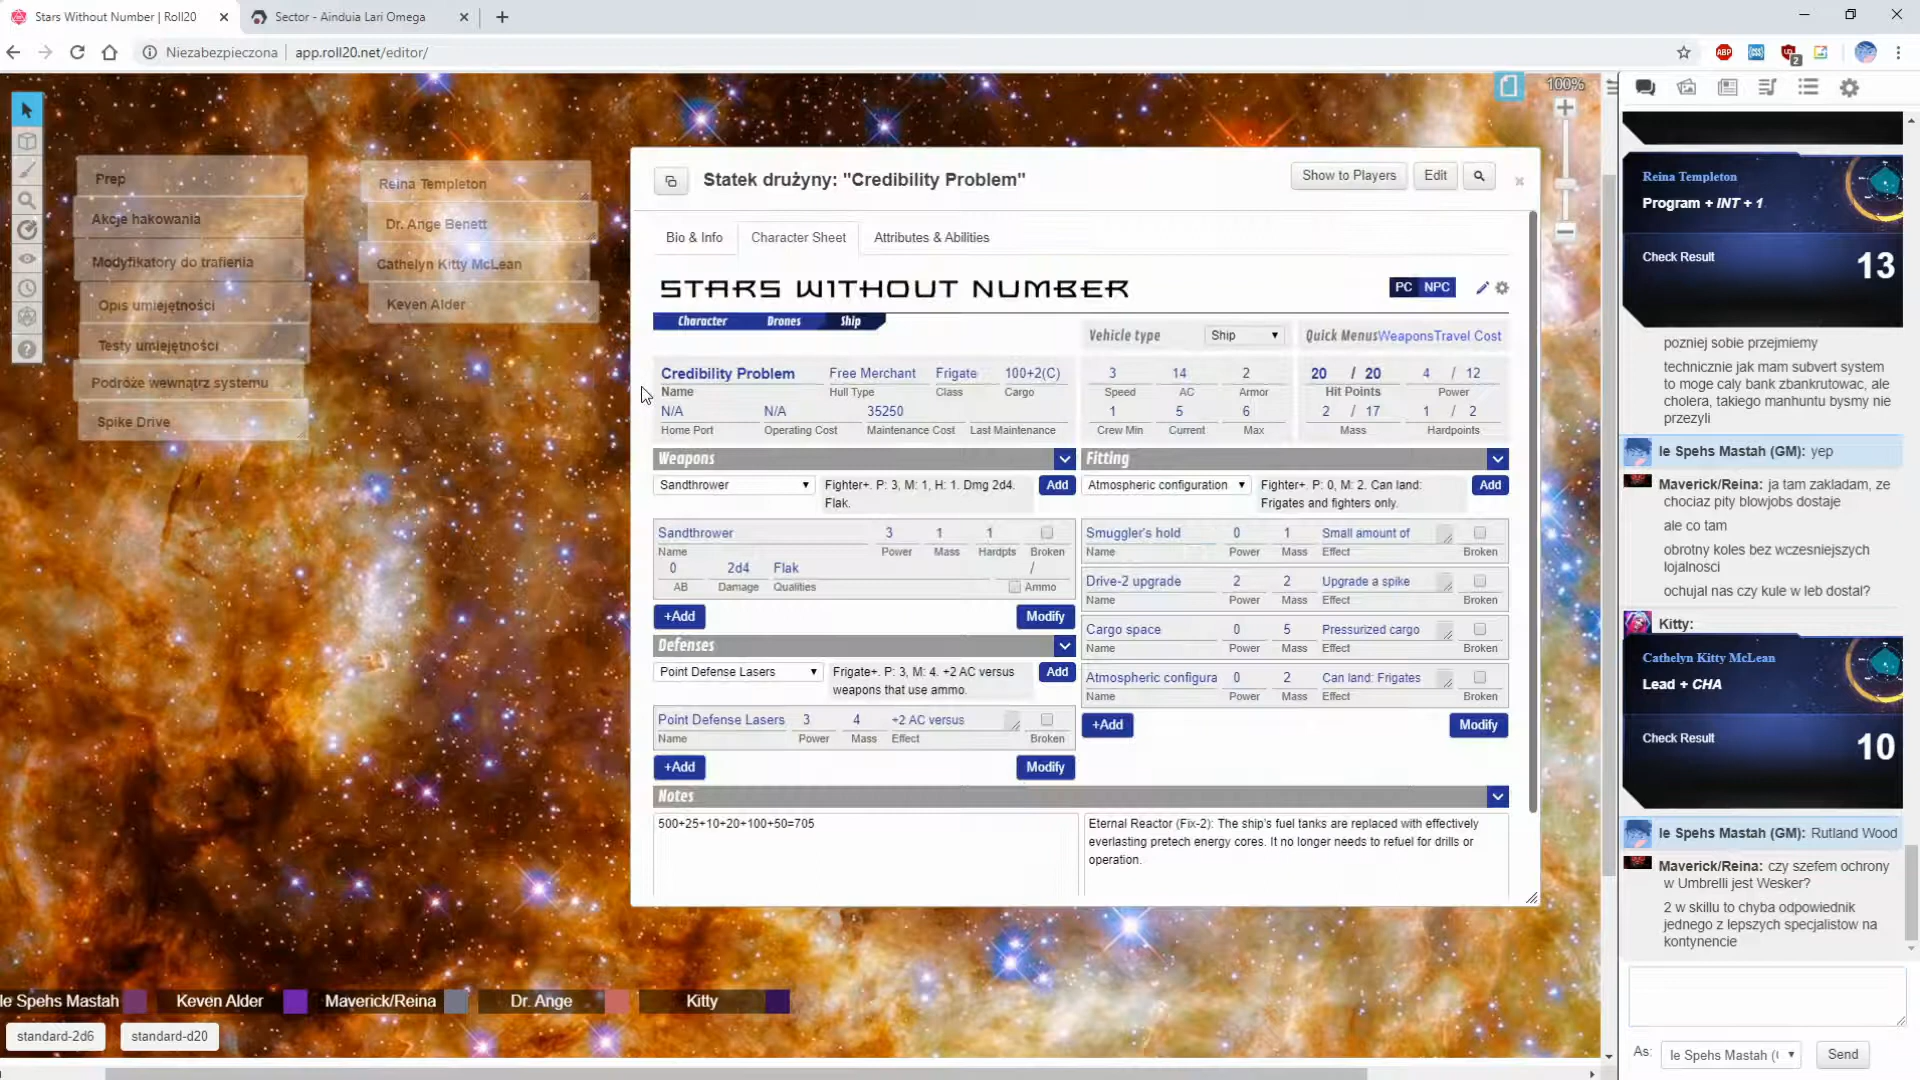 Stars Without Number | Roll20
Sector - Ainduia Lari Omega
Niezabezpieczona
app.roll20.net/editor/
ABP
2
100%
Prep
Akcje hakowania
Modyfikatory do trafienia
Opis umiejętności
Testy umiejętności
Podróże wewnątrz systemu
Spike Drive
Reina Templeton
Dr. Ange Benett
Cathelyn Kitty McLean
Keven Alder
Statek drużyny: "Credibility Problem"
Show to Players
Edit
Bio & Info
Character Sheet
Attributes & Abilities
STARS WITHOUT NUMBER
PC NPC
Character Drones Ship
Vehicle type Ship
Quick Menus Weapons Travel Cost
Credibility Problem Free Merchant Frigate 100+2(C)
Name Hull Type Class Cargo
N/A N/A 35250
Home Port Operating Cost Maintenance Cost Last Maintenance
3 14 2
Speed AC Armor
1 5 6
Crew Min Current Max
20 / 20 4 / 12
Hit Points Power
2 / 17 1 / 2
Mass Hardpoints
Weapons
Sandthrower
Fighter+. P: 3, M: 1, H: 1. Dmg 2d4.
Flak.
Add
Sandthrower 3 1 1
Name Power Mass Hardpts Broken
0 2d4 Flak /
AB Damage Qualities Ammo
+Add Modify
Defenses
Point Defense Lasers
Frigate+. P: 3, M: 4. +2 AC versus
weapons that use ammo.
Add
Point Defense Lasers 3 4 +2 AC versus
Name Power Mass Effect Broken
+Add Modify
Fitting
Atmospheric configuration
Fighter+. P: 0, M: 2. Can land:
Frigates and fighters only.
Add
Smuggler's hold 0 1 Small amount of
Name Power Mass Effect Broken
Drive-2 upgrade 2 2 Upgrade a spike
Name Power Mass Effect Broken
Cargo space 0 5 Pressurized cargo
Name Power Mass Effect Broken
Atmospheric configura 0 2 Can land: Frigates
Name Power Mass Effect Broken
+Add Modify
Notes
500+25+10+20+100+50=705
Eternal Reactor (Fix-2): The ship's fuel tanks are replaced with effectively
everlasting pretech energy cores. It no longer needs to refuel for drills or
operation.
le Spehs Mastah
Keven Alder
Maverick/Reina
Dr. Ange
Kitty
standard-2d6
standard-d20
Reina Templeton
Program + INT + 1
Check Result 13
pozniej sobie przejmiemy
technicznie jak mam subvert system
to moge caly bank zbankrutowac, ale
cholera, takiego manhuntu bysmy nie
przezyli
le Spehs Mastah (GM): yep
Maverick/Reina: ja tam zakladam, ze
chociaz pity blowjobs dostaje
ale co tam
obrotny koles bez wczesniejszych
lojalnosci
ochujal nas czy kule w leb dostal?
Kitty:
Cathelyn Kitty McLean
Lead + CHA
Check Result 10
le Spehs Mastah (GM): Rutland Wood
Maverick/Reina: czy szefem ochrony
w Umbrelli jest Wesker?
2 w skillu to chyba odpowiednik
jednego z lepszych specjalistow na
kontynencie
As: le Spehs Mastah (
Send